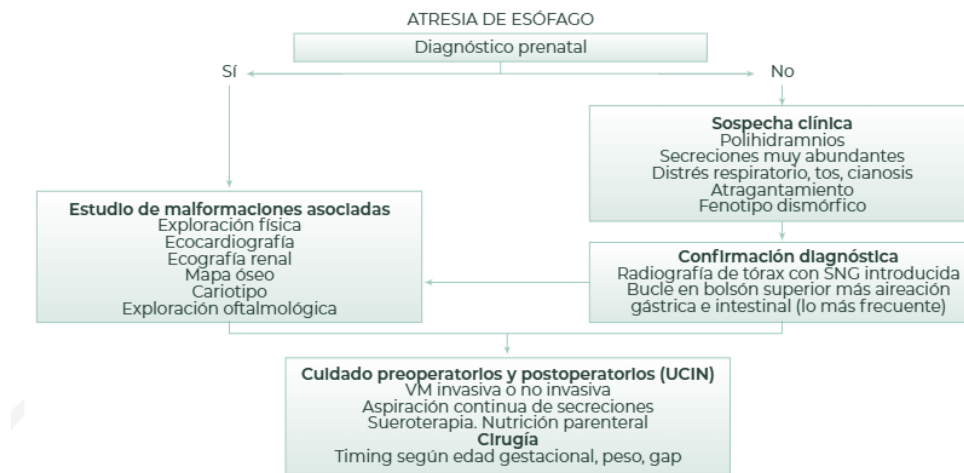 ATRESIA DE ESÓFAGO
Diagnóstico prenatal
Sí
No
Sospecha clínica
Polihidramnios
Secreciones muy abundantes
Distrés respiratorio, tos, cianosis
Atragantamiento
Fenotipo dismórfico
Estudio de malformaciones asociadas
Exploración física
Ecocardiografía
Ecografía renal
Mapa óseo
Cariotipo
Exploración oftalmológica
Confirmación diagnóstica
Radiografía de tórax con SNG introducida
Bucle en bolsón superior más aireación
gástrica e intestinal (lo más frecuente)
Cuidado preoperatorios y postoperatorios (UCIN)
VM invasiva o no invasiva
Aspiración continua de secreciones
Sueroterapia. Nutrición parenteral
Cirugía
Timing según edad gestacional, peso, gap